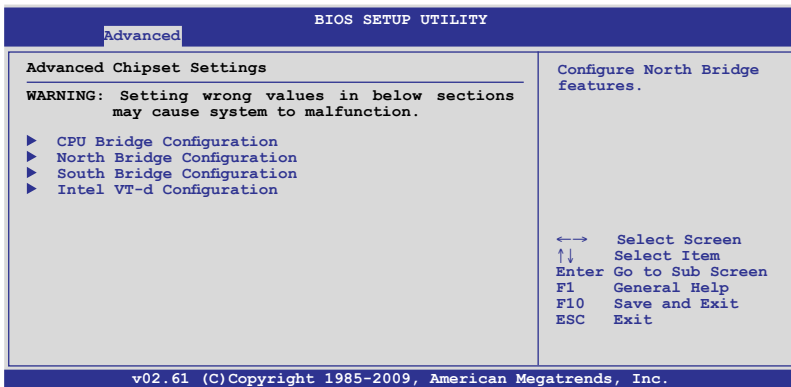 BIOS SETUP UTILITY
Advanced
Advanced Chipset Settings
WARNING: Setting wrong values in below sections
may cause system to malfunction.
▶ CPU Bridge Configuration
▶ North Bridge Configuration
▶ South Bridge Configuration
▶ Intel VT-d Configuration
Configure North Bridge
features.
←→ Select Screen
↑↓ Select Item
Enter Go to Sub Screen
F1 General Help
F10 Save and Exit
ESC Exit
v02.61 (C)Copyright 1985-2009, American Megatrends, Inc.